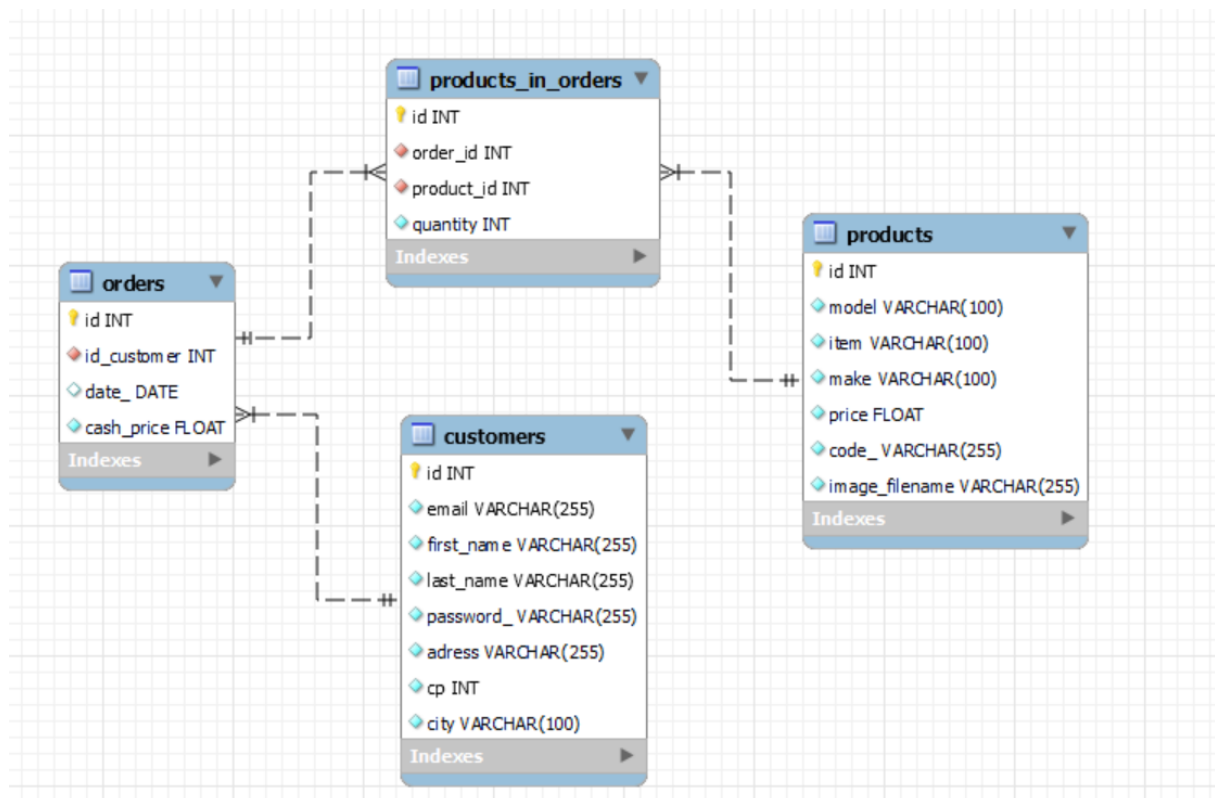 products_in_orders
id INT
order_id INT
product_id INT
quantity INT
Indexes
orders
id INT
id_customer INT
date_ DATE
cash_price FLOAT
Indexes
customers
id INT
email VARCHAR(255)
first_name VARCHAR(255)
last_name VARCHAR(255)
password_ VARCHAR(255)
adress VARCHAR(255)
cp INT
city VARCHAR(100)
Indexes
products
id INT
model VARCHAR(100)
item VARCHAR(100)
make VARCHAR(100)
price FLOAT
code_ VARCHAR(255)
image_filename VARCHAR(255)
Indexes